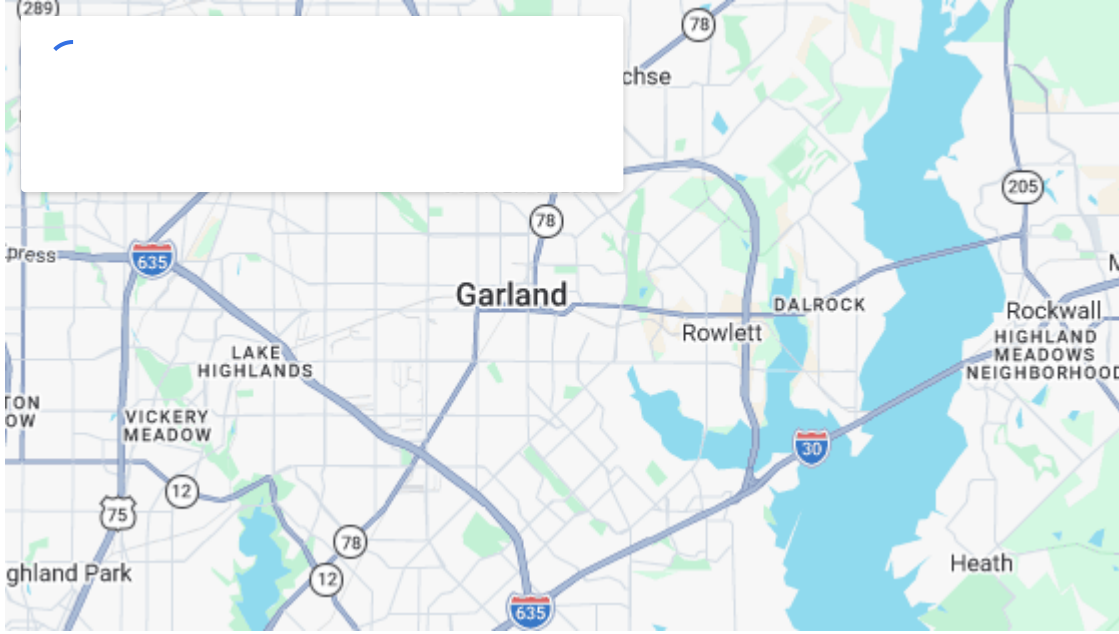 (289)
78
chse
205
78
press
635
Garland
DALROCK
Rockwall
Rowlett
LAKE
HIGHLANDS
HIGHLAND
MEADOWS
NEIGHBORHOOD
TON
OW
VICKERY
MEADOW
30
12
75
78
ghland Park
12
Heath
635